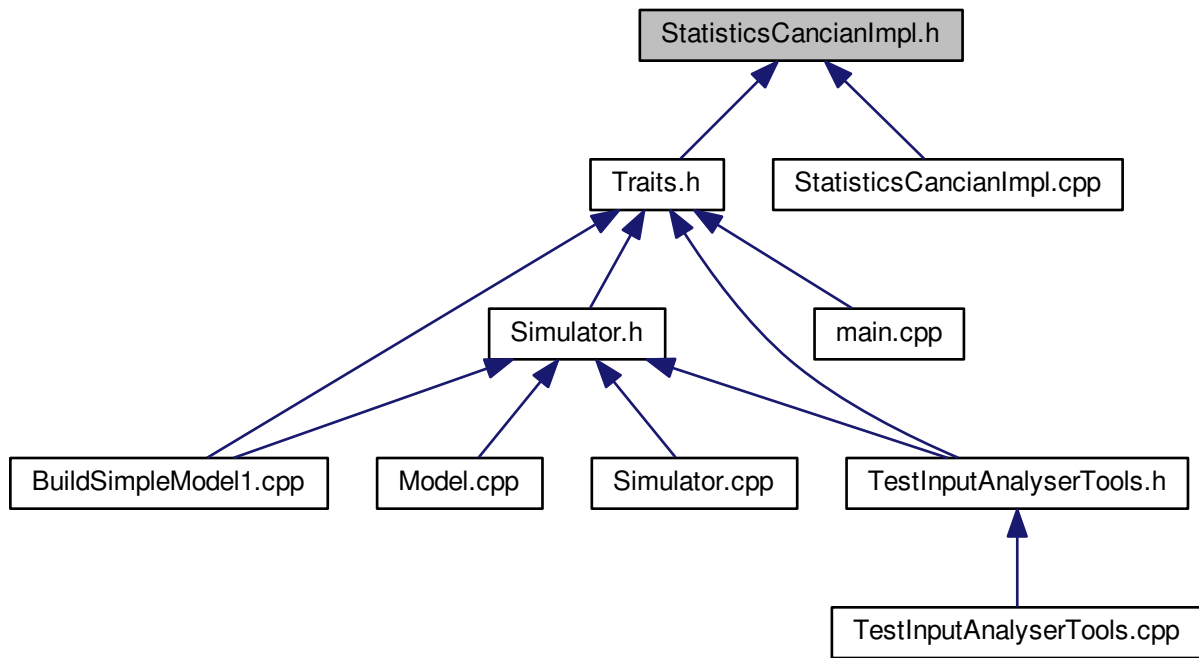 StatisticsCancianImpl.h
Traits.h
StatisticsCancianImpl.cpp
Simulator.h
main.cpp
BuildSimpleModel1.cpp
Model.cpp
Simulator.cpp
TestInputAnalyserTools.h
TestInputAnalyserTools.cpp